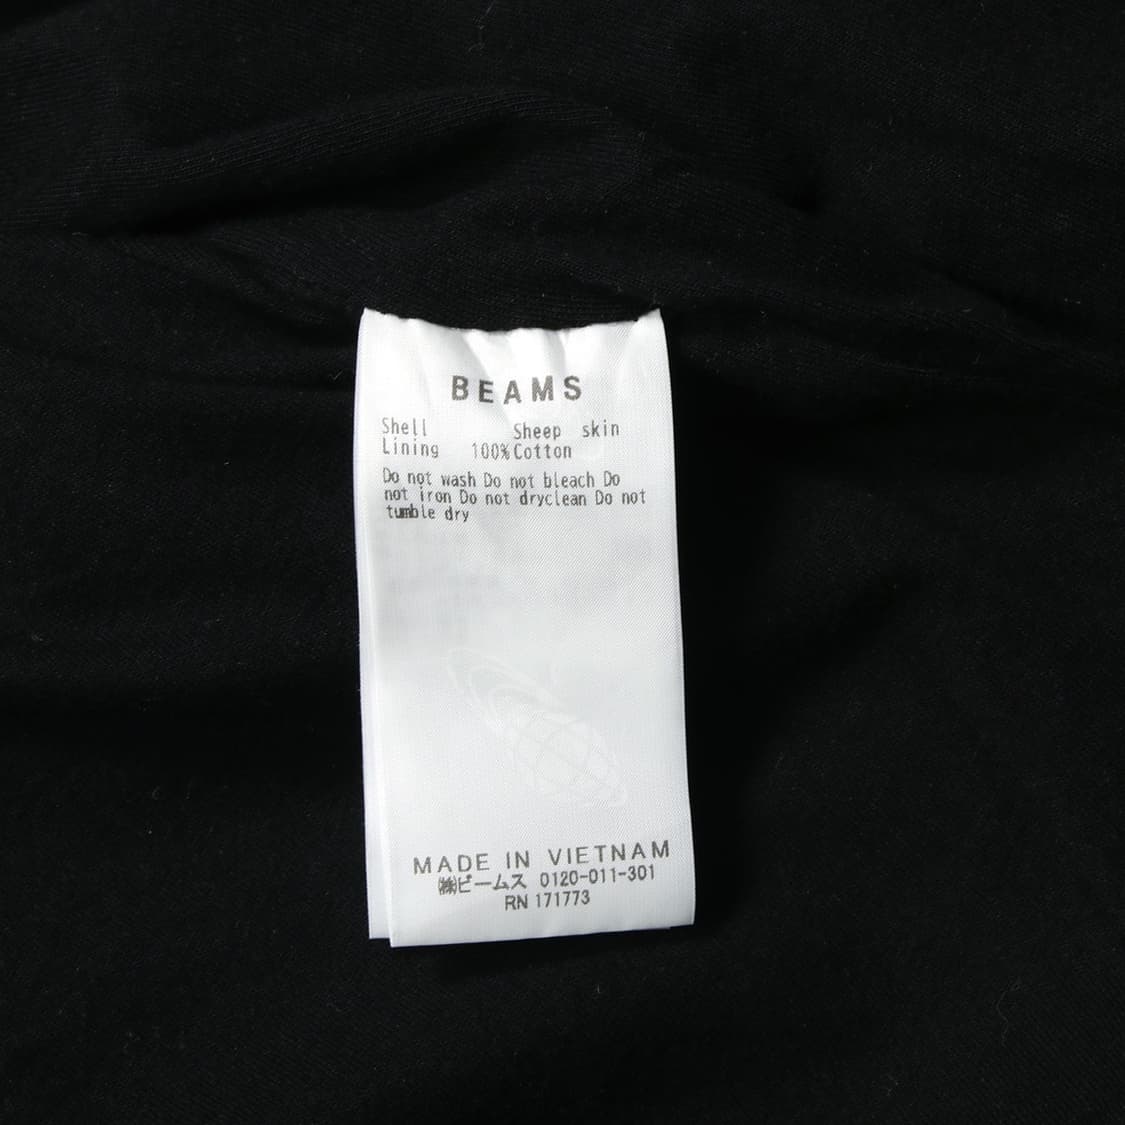 BEAMS
Shell Sheep skin
Lining 100% Cotton
Do not wash Do not bleach Do
not iron Do not dryclean Do not
tumble dry
MADE IN VIETNAM
㈱ビームス 0120-011-301
RN 171773